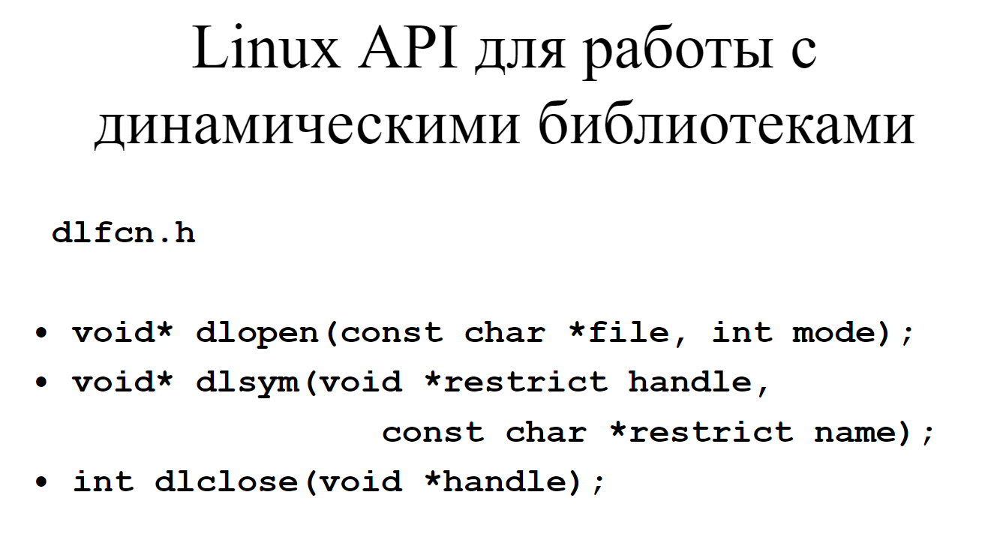 Linux API для работы с
динамическими библиотеками
dlfcn.h
• void* dlopen(const char *file, int mode);
• void* dlsym(void *restrict handle,
const char *restrict name);
• int dlclose(void *handle);